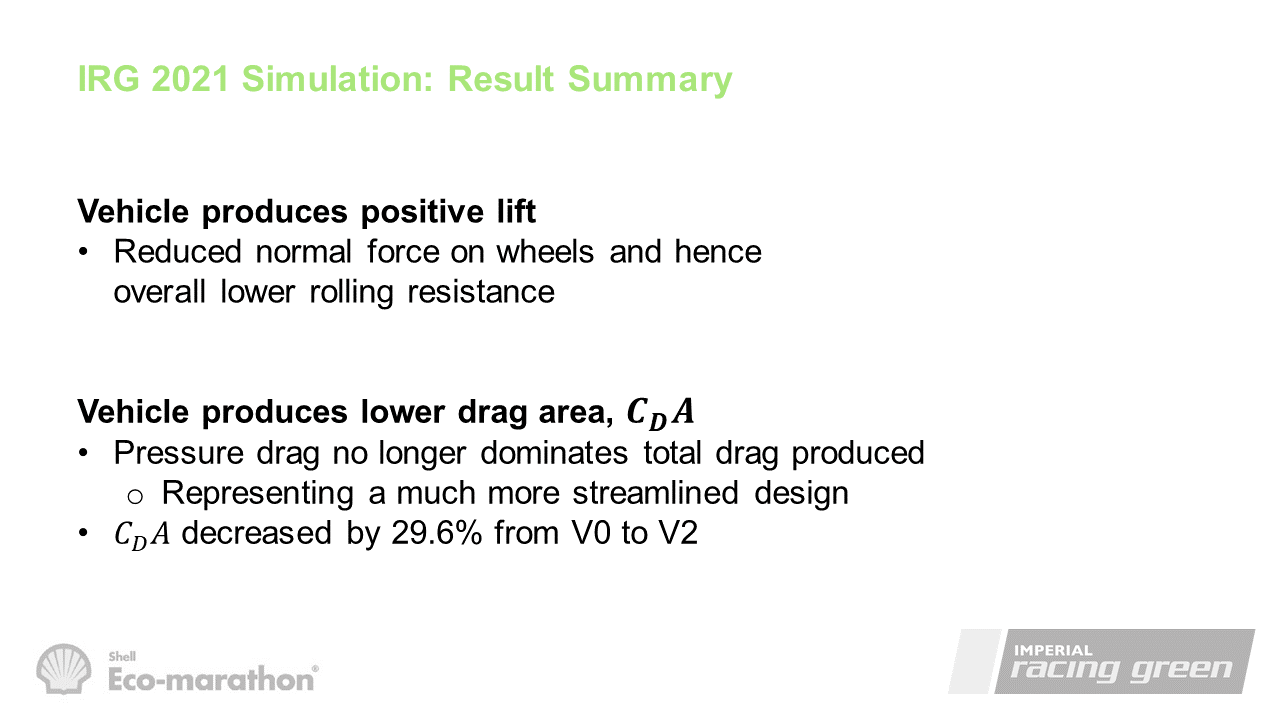 IRG 2021 Simulation: Result Summary
Vehicle produces positive lift
• Reduced normal force on wheels and hence
overall lower rolling resistance
Vehicle produces lower drag area, 𝑪_𝑫𝑨
• Pressure drag no longer dominates total drag produced
o Representing a much more streamlined design
• 𝐶_𝐷𝐴 decreased by 29.6% from V0 to V2
Shell
Eco-marathon®
IMPERIAL
racing green